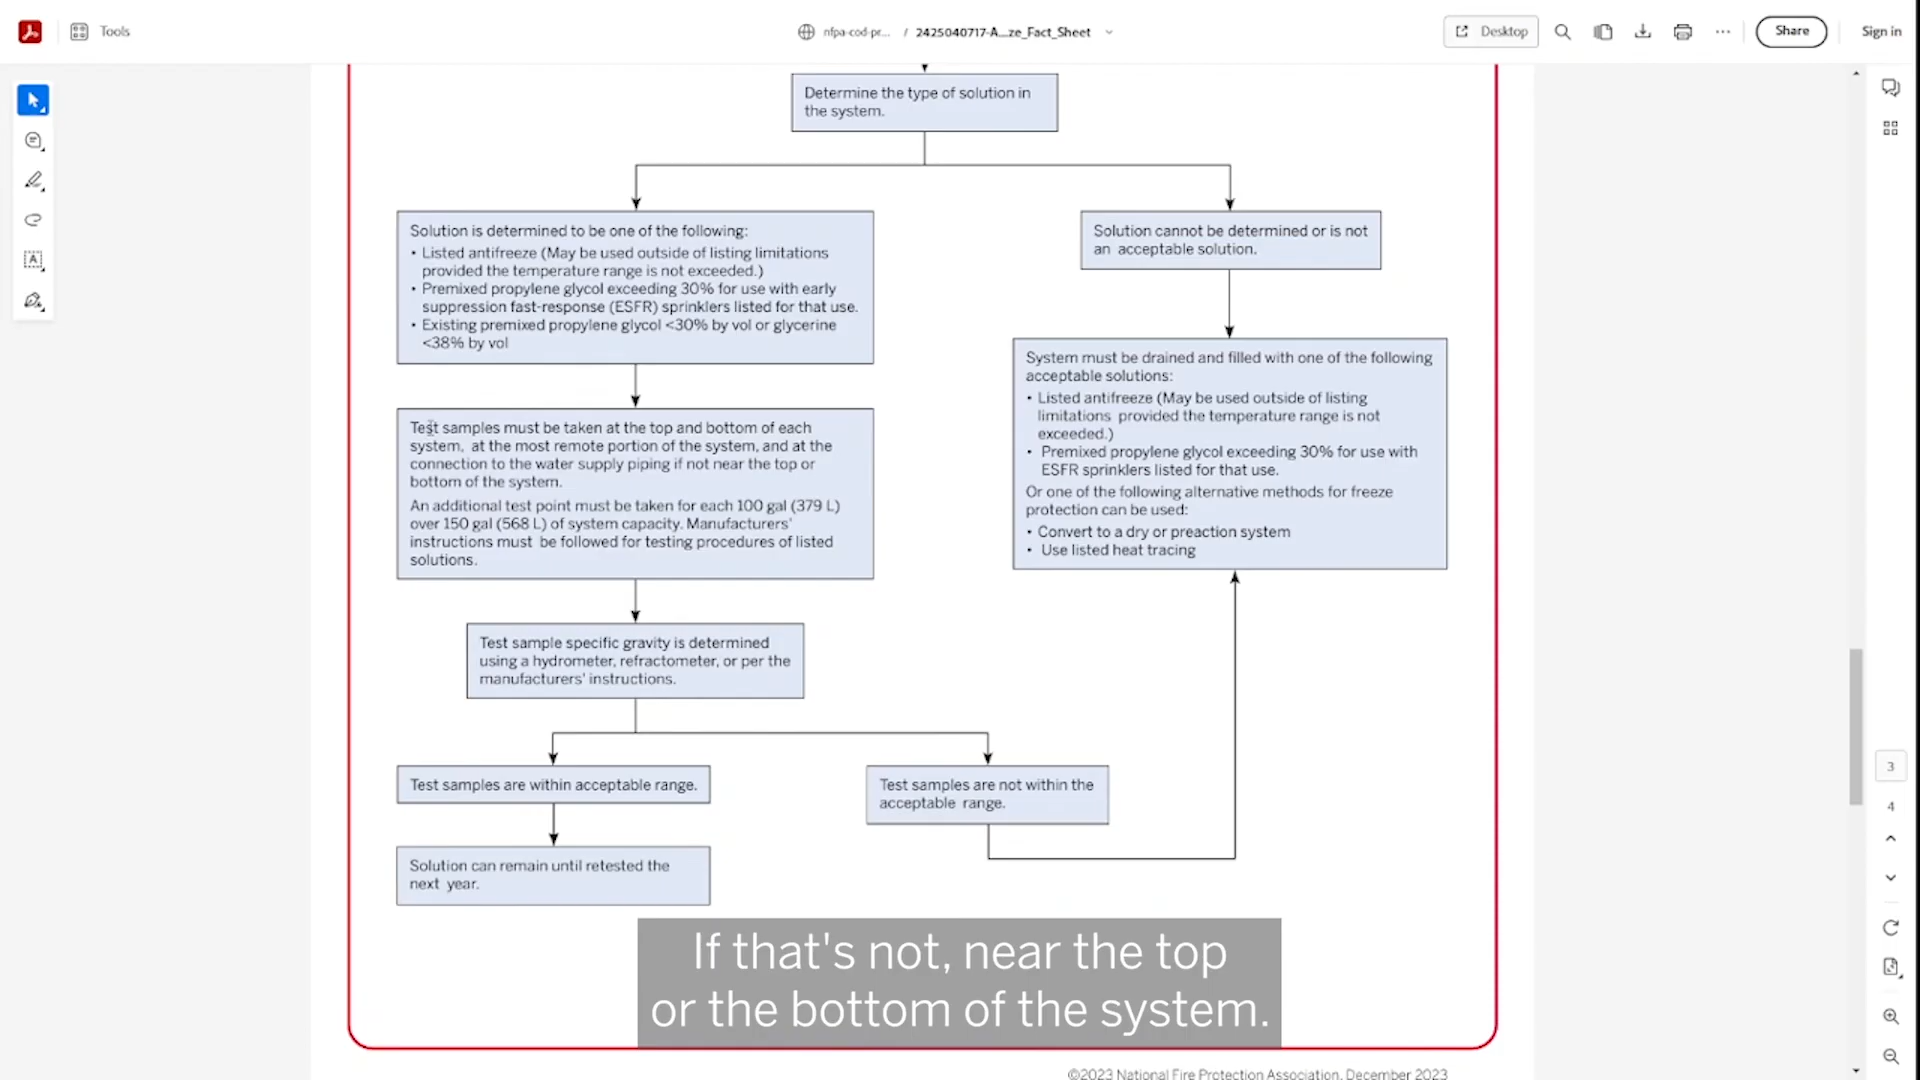 Tools
nfpa-cod-pr... / 2425040717-A...ze_Fact_Sheet
Desktop
Share
Sign in
Determine the type of solution in
the system.
Solution is determined to be one of the following:
• Listed antifreeze (May be used outside of listing limitations
provided the temperature range is not exceeded.)
• Premixed propylene glycol exceeding 30% for use with early
suppression fast-response (ESFR) sprinklers listed for that use.
• Existing premixed propylene glycol <30% by vol or glycerine
<38% by vol
Solution cannot be determined or is not
an acceptable solution.
System must be drained and filled with one of the following
acceptable solutions:
• Listed antifreeze (May be used outside of listing
limitations provided the temperature range is not
exceeded.)
• Premixed propylene glycol exceeding 30% for use with
ESFR sprinklers listed for that use.
Or one of the following alternative methods for freeze
protection can be used:
• Convert to a dry or preaction system
• Use listed heat tracing
Test samples must be taken at the top and bottom of each
system, at the most remote portion of the system, and at the
connection to the water supply piping if not near the top or
bottom of the system.
An additional test point must be taken for each 100 gal (379 L)
over 150 gal (568 L) of system capacity. Manufacturers'
instructions must be followed for testing procedures of listed
solutions.
Test sample specific gravity is determined
using a hydrometer, refractometer, or per the
manufacturers' instructions.
Test samples are within acceptable range.
Test samples are not within the
acceptable range.
Solution can remain until retested the
next year.
3
4
If that's not, near the top
or the bottom of the system.
©2023 National Fire Protection Association, December 2023